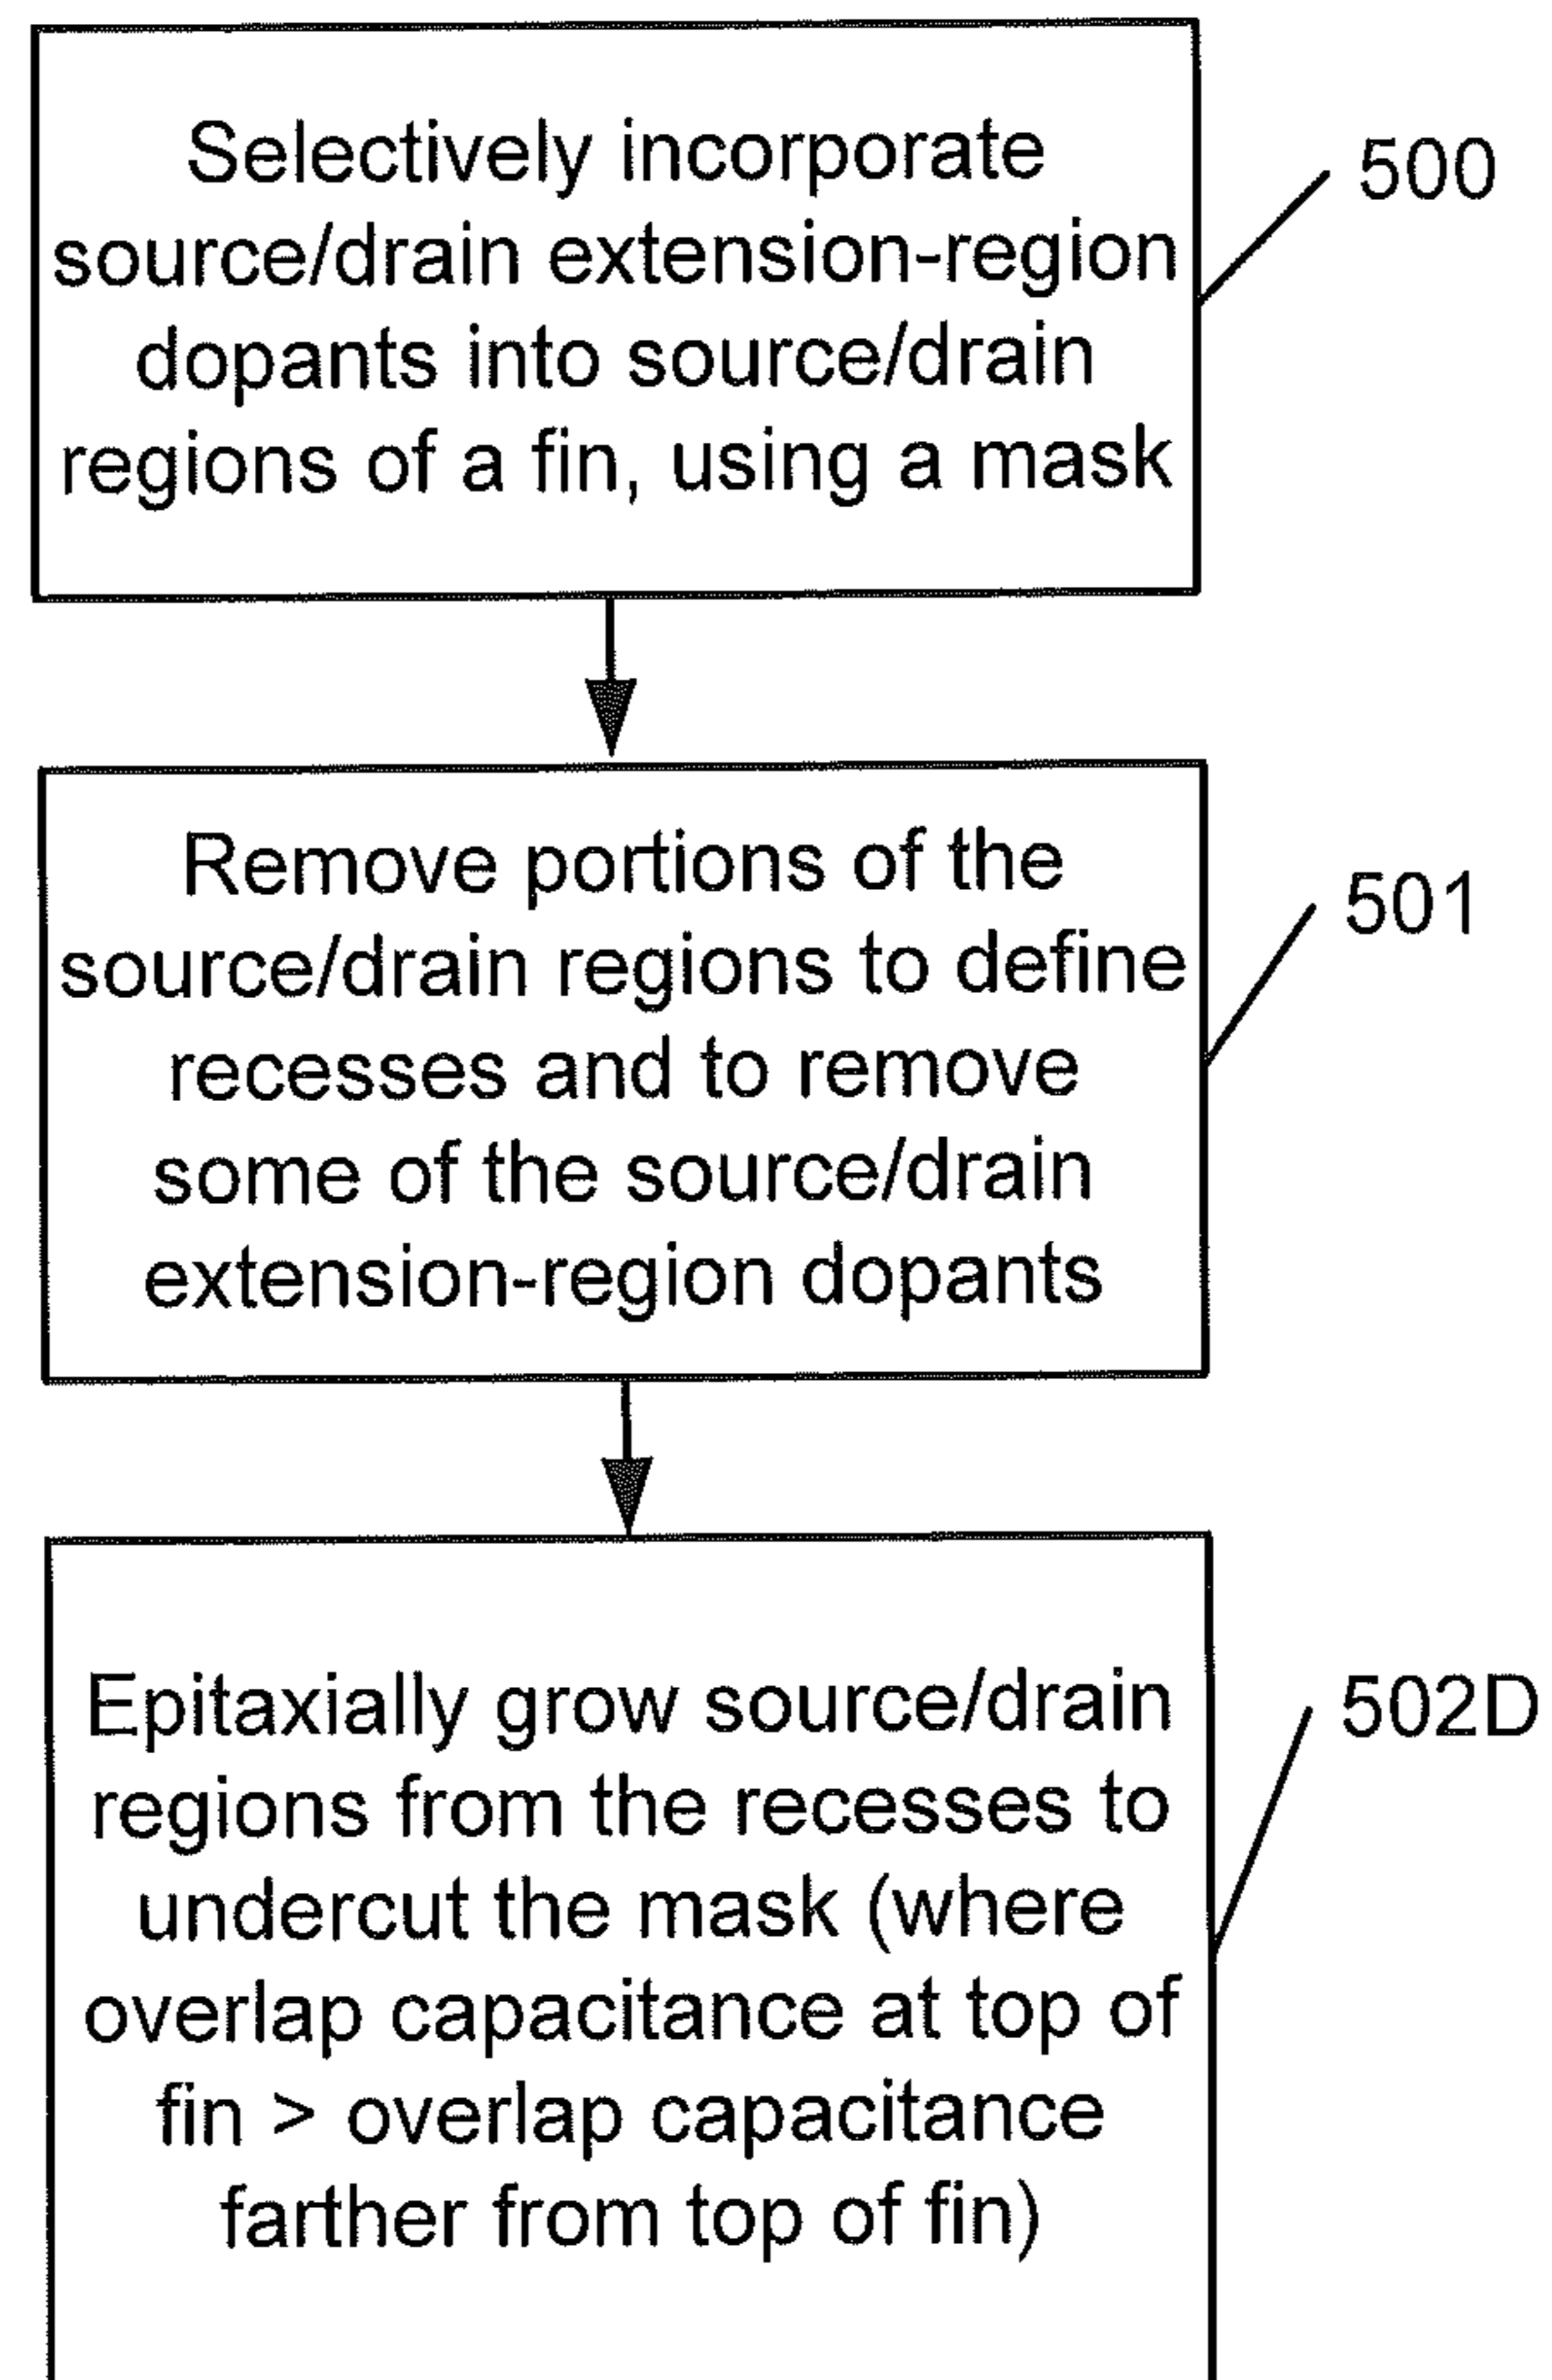 Selectively incorporate
source/drain extension-region
dopants into source/drain
regions of a fin, using a mask
500
Remove portions of the
source/drain regions to define
recesses and to remove
some of the source/drain
extension-region dopants
501
Epitaxially grow source/drain
regions from the recesses to
undercut the mask (where
overlap capacitance at top of
fin > overlap capacitance
farther from top of fin)
502D